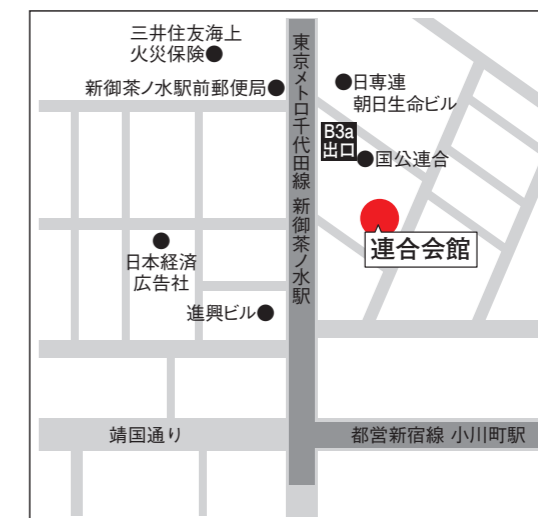 三井住友海上
火災保険
新御茶ノ水駅前郵便局
東京メトロ千代田線 新御茶ノ水駅
日専連
朝日生命ビル
B3a
出口
国公連合
連合会館
日本経済
広告社
進興ビル
靖国通り
都営新宿線 小川町駅